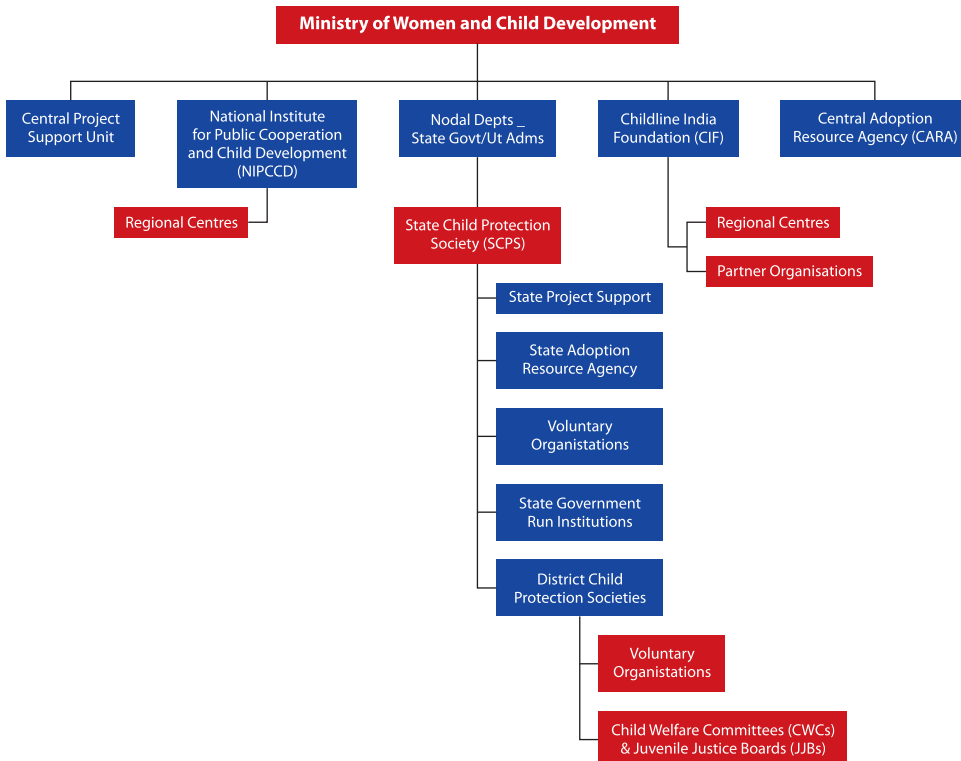 Ministry of Women and Child Development
Central Project
Support Unit
National Institute
for Public Cooperation
and Child Development
(NIPCCD)
Nodal Depts _
State Govt/Ut Adms
Childline India
Foundation (CIF)
Central Adoption
Resource Agency (CARA)
Regional Centres
State Child Protection
Society (SCPS)
Regional Centres
Partner Organisations
State Project Support
State Adoption
Resource Agency
Voluntary
Organistations
State Government
Run Institutions
District Child
Protection Societies
Voluntary
Organistations
Child Welfare Committees (CWCs)
& Juvenile Justice Boards (JJBs)